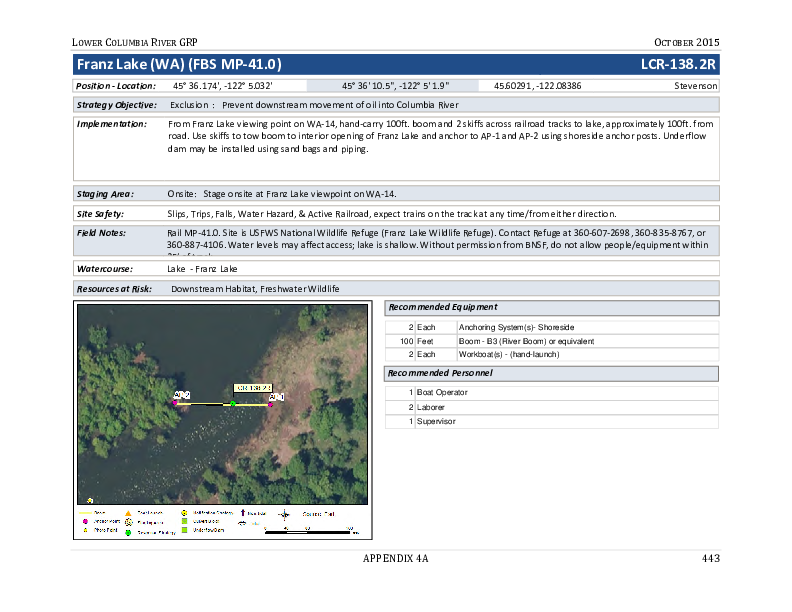 LOWER COLUMBIA RIVER GRP OCTOBER 2015
Franz Lake (WA) (FBS MP-41.0) LCR-138.2R
Position - Location: 45° 36.174', -122° 5.032' 45° 36' 10.5", -122° 5' 1.9" 45.60291, -122.08386 Stevenson
Strategy Objective: Exclusion : Prevent downstream movement of oil into Columbia River
Implementation: From Franz Lake viewing point on WA-14, hand-carry 100ft. boom and 2 skiffs across railroad tracks to lake, approximately 100ft. from
road. Use skiffs to tow boom to interior opening of Franz Lake and anchor to AP-1 and AP-2 using shoreside anchor posts. Underflow
dam may be installed using sand bags and piping.
Staging Area: Onsite: Stage onsite at Franz Lake viewpoint on WA-14.
Site Safety: Slips, Trips, Falls, Water Hazard, & Active Railroad, expect trains on the track at any time/from either direction.
Field Notes: Rail MP-41.0. Site is USFWS National Wildlife Refuge (Franz Lake Wildlife Refuge). Contact Refuge at 360-607-2698, 360-835-8767, or
360-887-4106. Water levels may affect access; lake is shallow. Without permission from BNSF, do not allow people/equipment within
Watercourse: Lake - Franz Lake
Resources at Risk: Downstream Habitat, Freshwater Wildlife
Recommended Equipment
2 Each Anchoring System(s)- Shoreside
100 Feet Boom - B3 (River Boom) or equivalent
2 Each Workboat(s) - (hand-launch)
Recommended Personnel
1 Boat Operator
2 Laborer
1 Supervisor
LCR-138.2R
AP-2
AP-1
Anchor Point
Photo Point
APPENDIX 4A 443